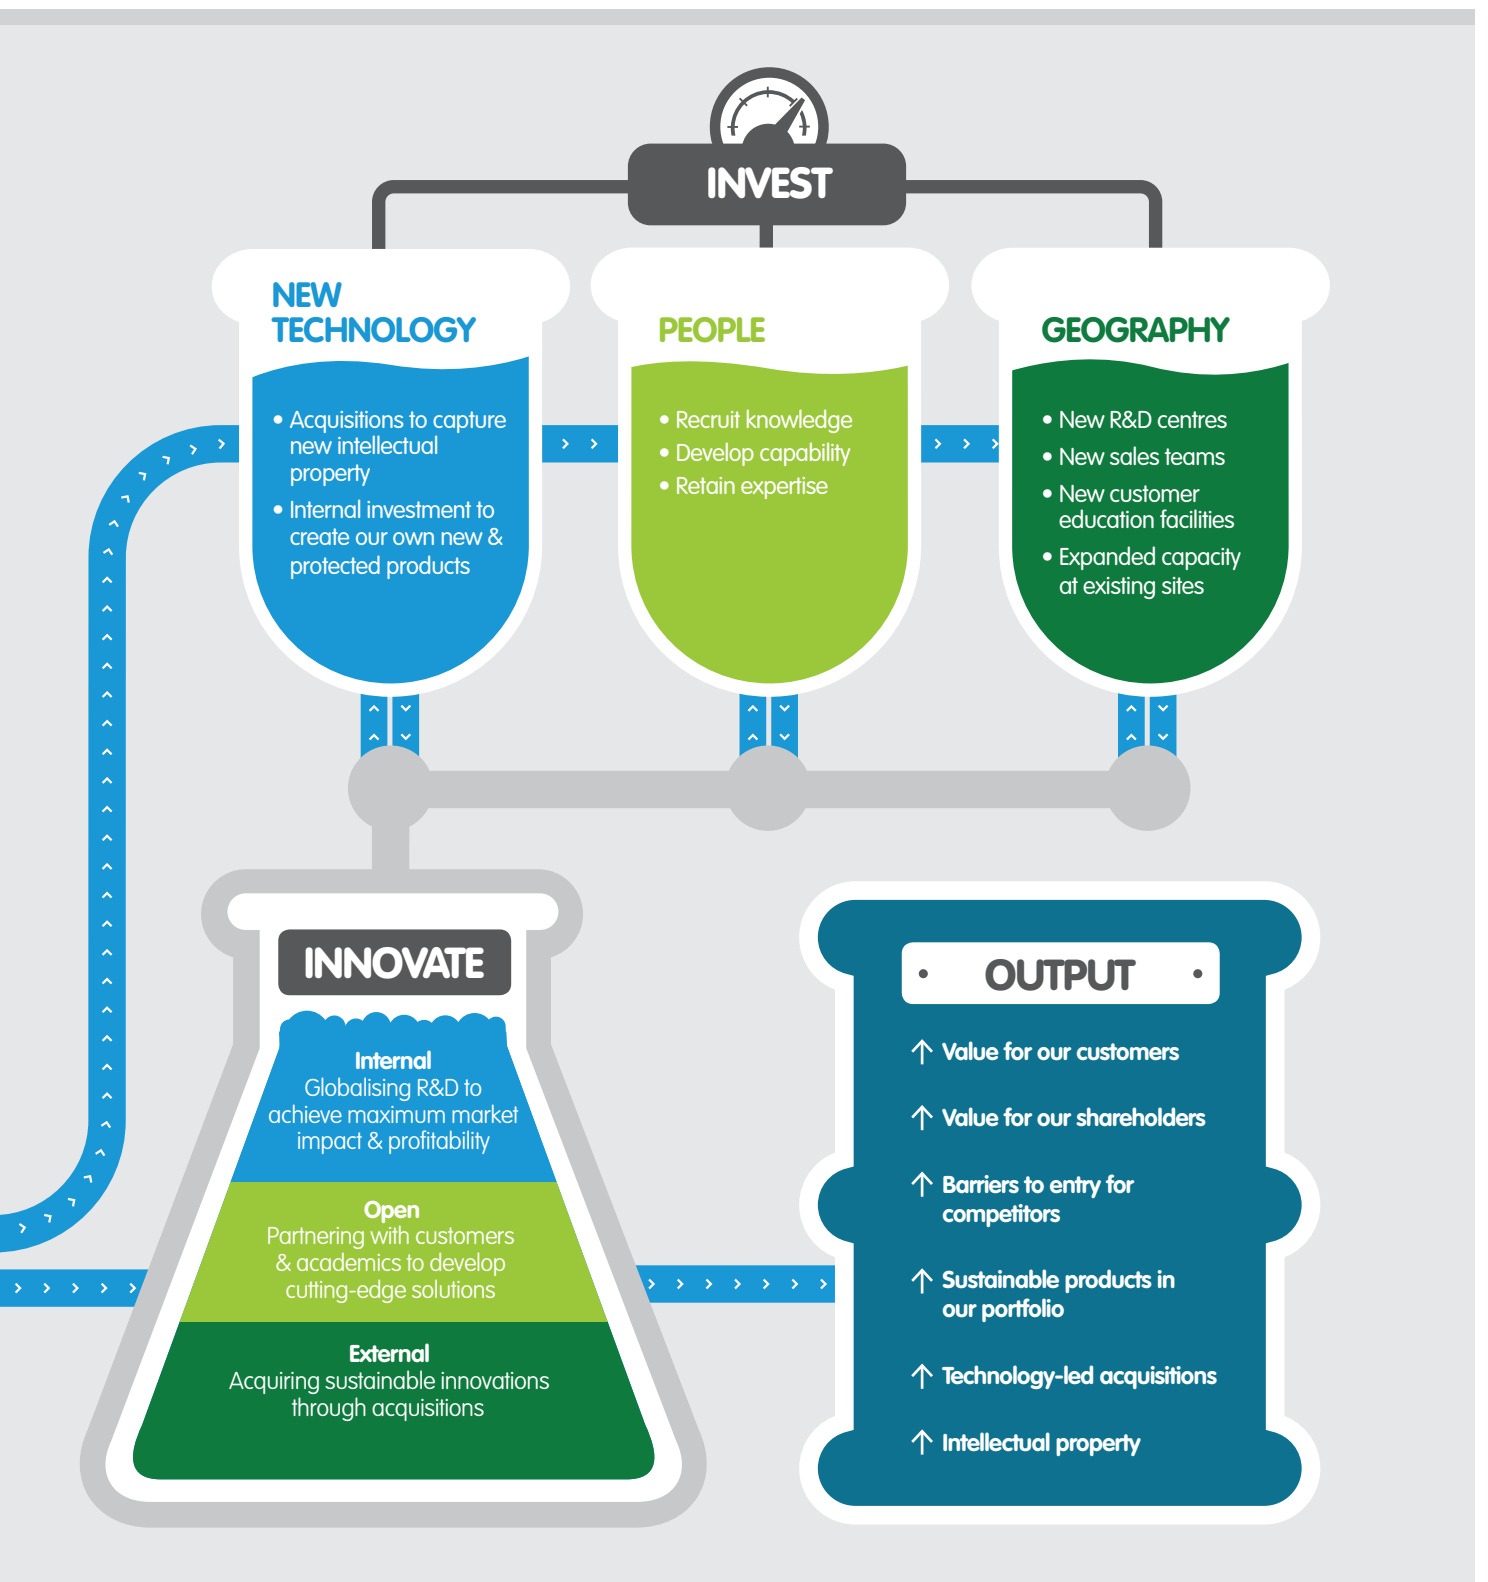 INVEST
NEW
TECHNOLOGY
• Acquisitions to capture
new intellectual
property
• Internal investment to
create our own new &
protected products
PEOPLE
• Recruit knowledge
• Develop capability
• Retain expertise
GEOGRAPHY
• New R&D centres
• New sales teams
• New customer
education facilities
• Expanded capacity
at existing sites
INNOVATE
Internal
Globalising R&D to
achieve maximum market
impact & profitability
Open
Partnering with customers
& academics to develop
cutting-edge solutions
External
Acquiring sustainable innovations
through acquisitions
OUTPUT
↑ Value for our customers
↑ Value for our shareholders
↑ Barriers to entry for
competitors
↑ Sustainable products in
our portfolio
↑ Technology-led acquisitions
↑ Intellectual property